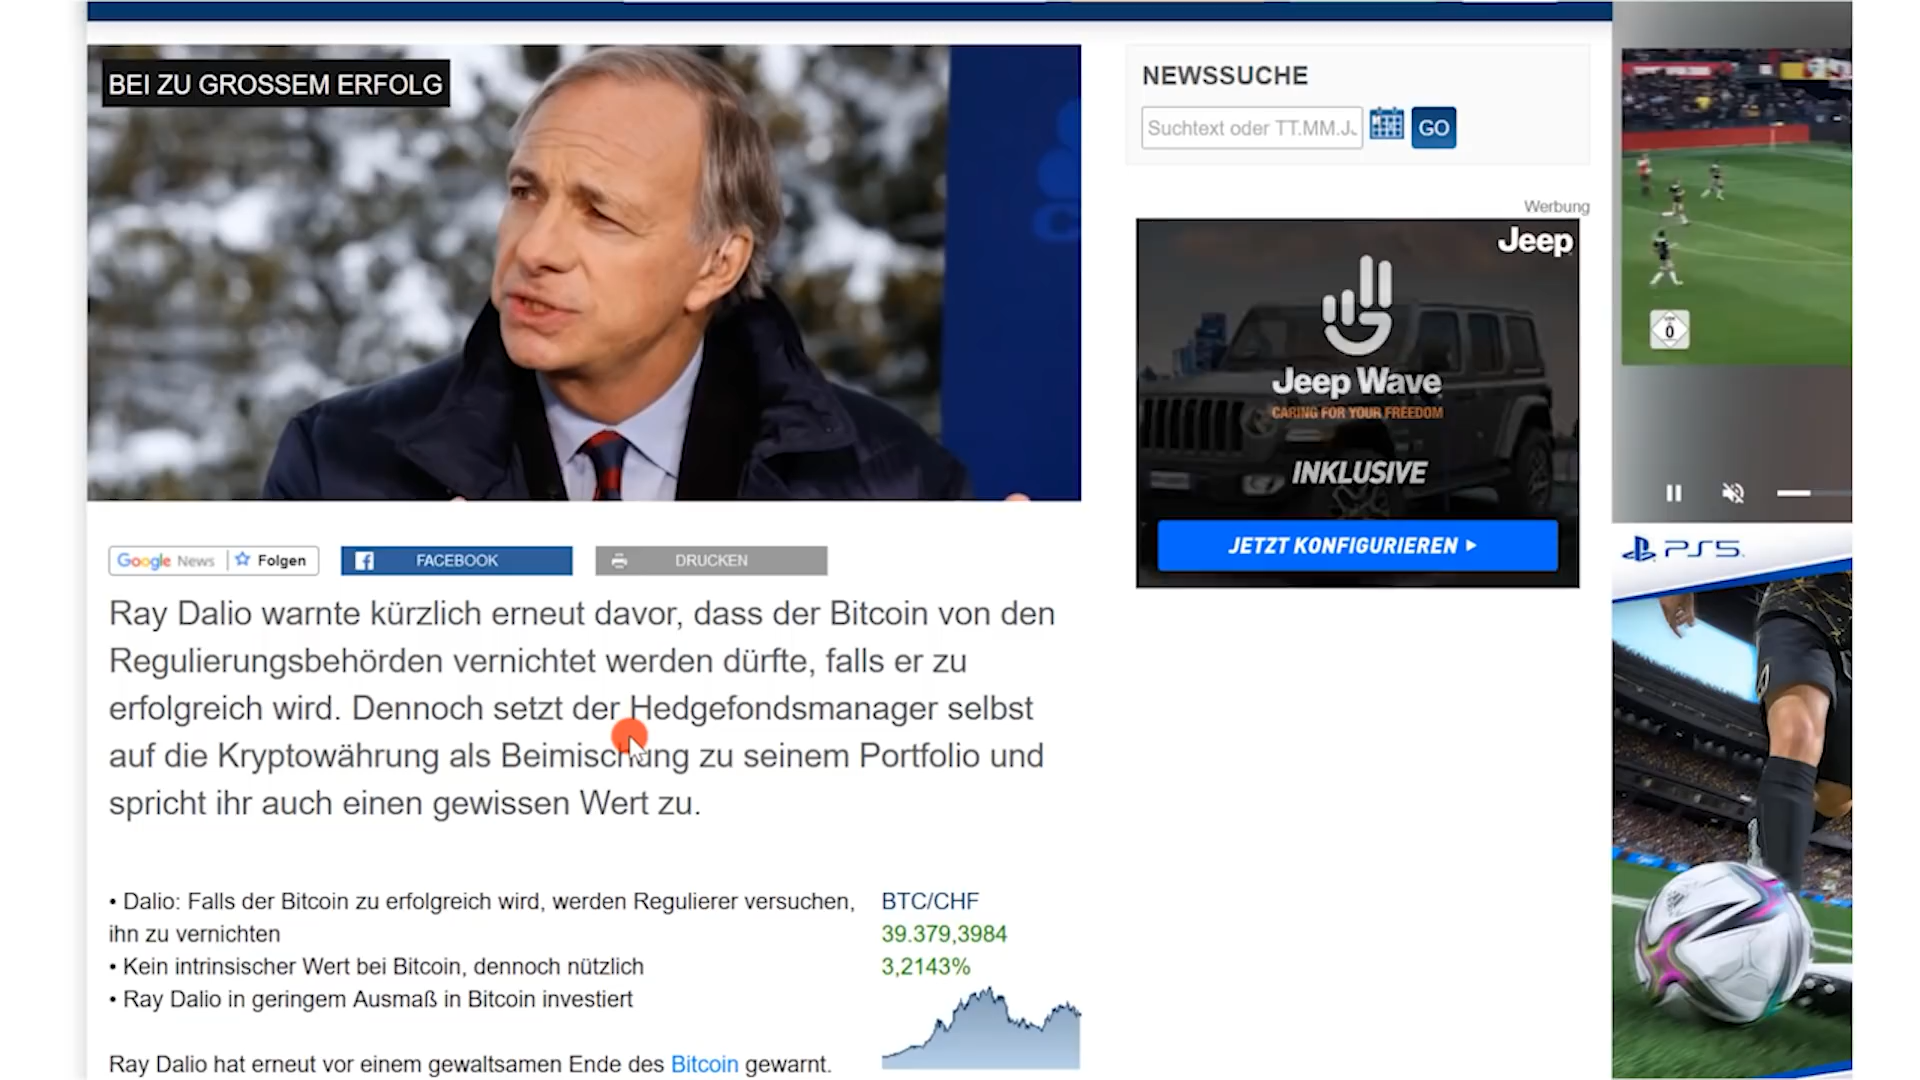 BEI ZU GROSSEM ERFOLG
NEWSSUCHE
Suchtext oder TT.MM.J.
GO
Werbung
Jeep
Jeep Wave
CARING FOR YOUR FREEDOM
INKLUSIVE
JETZT KONFIGURIEREN
0
PS5
Google News
Folgen
FACEBOOK
DRUCKEN
Ray Dalio warnte kürzlich erneut davor, dass der Bitcoin von den
Regulierungsbehörden vernichtet werden dürfte, falls er zu
erfolgreich wird. Dennoch setzt der Hedgefondsmanager selbst
auf die Kryptowährung als Beimischung zu seinem Portfolio und
spricht ihr auch einen gewissen Wert zu.
• Dalio: Falls der Bitcoin zu erfolgreich wird, werden Regulierer versuchen,
ihn zu vernichten
• Kein intrinsischer Wert bei Bitcoin, dennoch nützlich
• Ray Dalio in geringem Ausmaß in Bitcoin investiert
BTC/CHF
39.379,3984
3,2143%
Ray Dalio hat erneut vor einem gewaltsamen Ende des Bitcoin gewarnt.